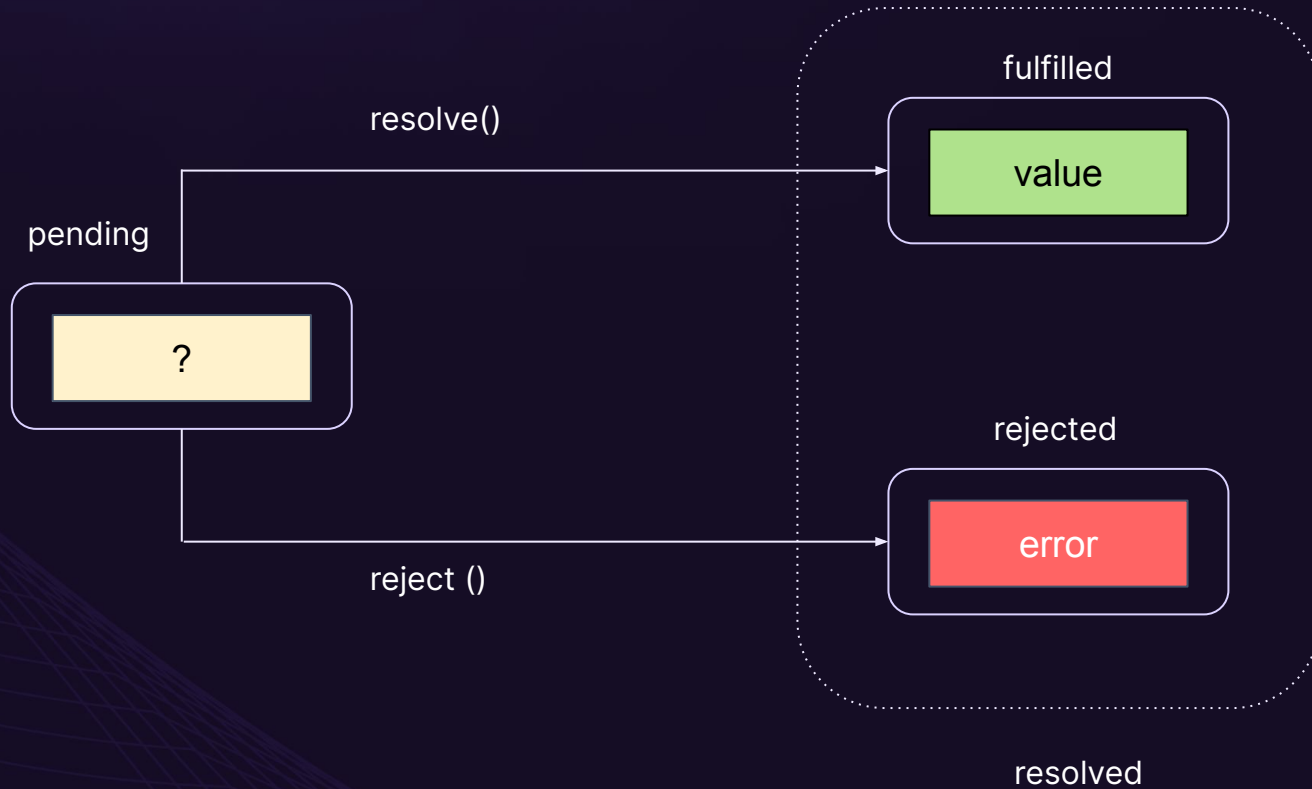 fulfilled
resolve()
value
pending
?
rejected
error
reject ()
resolved